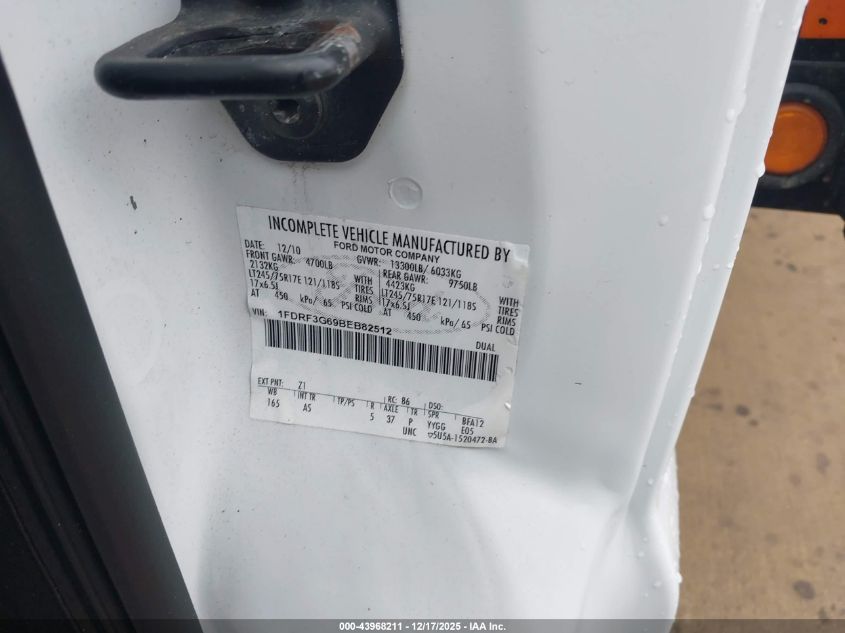 INCOMPLETE VEHICLE MANUFACTURED BY
FORD MOTOR COMPANY
DATE: 12/10 GVWR: 13300LB/ 6033KG
FRONT GAWR: 4700LB REAR GAWR: 9750LB
2132KG 4423KG
LT245/75R17E 121/118S WITH TIRES LT245/75R17E 121/118S WITH TIRES
17x6.5J RIMS 17x6.5J RIMS
AT 450 kPa/ 65 PSI COLD AT 450 kPa/ 65 PSI COLD
VIN: 1FDRF3G69BEB82512
DUAL
EXT PNT: Z1 RC: 86 DSO:
WB INT TR TP/PS R AXLE TR SPR BFA12
165 AS 5 37 P YYGG E05
UNC 5U5A-1520472-BA
000-43968211 - 12/17/2025 - IAA Inc.